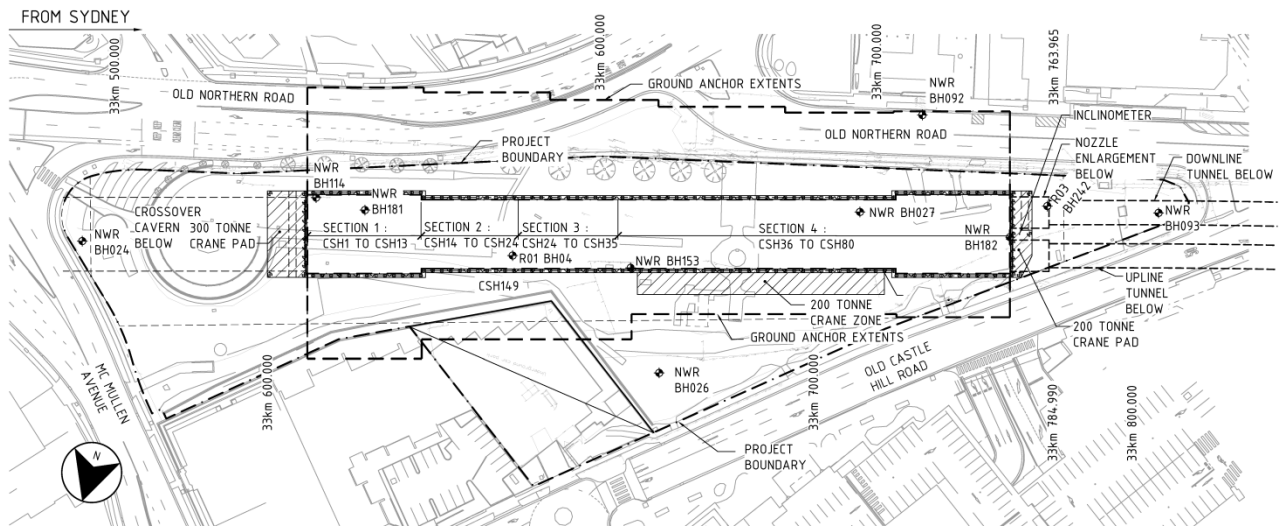 FROM SYDNEY
33km 500.000
33km 600.000
33km 700.000
33km 763.965
OLD NORTHERN ROAD
GROUND ANCHOR EXTENTS
NWR
BH092
OLD NORTHERN ROAD
INCLINOMETER
PROJECT
BOUNDARY
NOZZLE
ENLARGEMENT
BELOW
DOWNLINE
TUNNEL BELOW
NWR
BH114
NWR
BH181
R03
BH242
CROSSOVER
CAVERN
BELOW
300 TONNE
CRANE PAD
NWR
BH024
SECTION 1 :
CSH1 TO CSH13
SECTION 2 :
CSH14 TO CSH24
SECTION 3 :
CSH24 TO CSH35
SECTION 4 :
CSH36 TO CSH80
NWR BH027
NWR
BH182
NWR
BH093
R01 BH04
NWR BH153
CSH149
200 TONNE
CRANE ZONE
GROUND ANCHOR EXTENTS
UPLINE
TUNNEL
BELOW
200 TONNE
CRANE PAD
MC MULLEN
AVENUE
33km 600.000
NWR
BH026
33km 700.000
OLD CASTLE
HILL ROAD
33km 784.990
33km 800.000
PROJECT
BOUNDARY
N